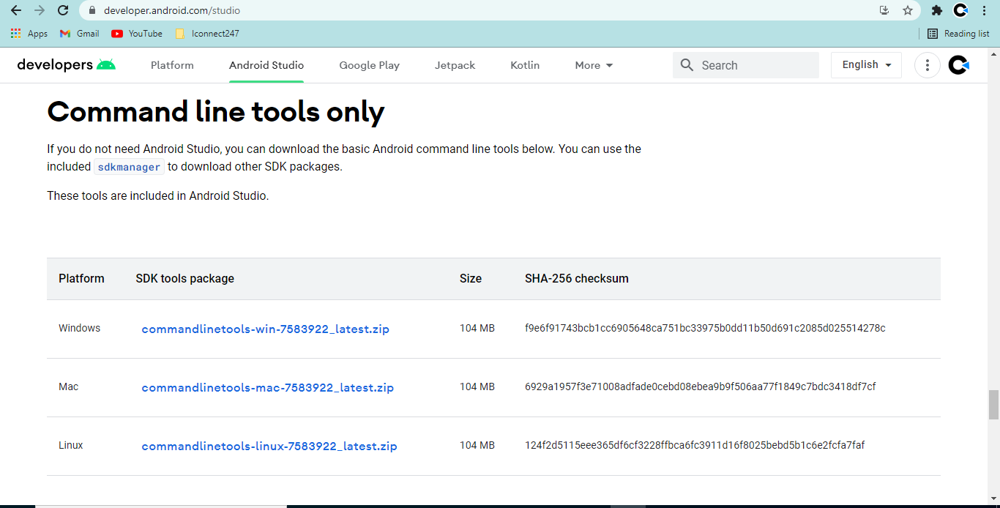 developer.android.com/studio
Apps Gmail YouTube Iconnect247 Reading list
developers Platform Android Studio Google Play Jetpack Kotlin More Search English
Command line tools only
If you do not need Android Studio, you can download the basic Android command line tools below. You can use the
included sdkmanager to download other SDK packages.
These tools are included in Android Studio.
Platform SDK tools package Size SHA-256 checksum
Windows commandlinetools-win-7583922_latest.zip 104 MB f9e6f91743bcb1cc6905648ca751bc33975b0dd11b50d691c2085d025514278c
Mac commandlinetools-mac-7583922_latest.zip 104 MB 6929a1957f3e71008adfade0cebd08ebea9b9f506aa77f1849c7bdc3418df7cf
Linux commandlinetools-linux-7583922_latest.zip 104 MB 124f2d5115eee365df6cf3228ffbca6fc3911d16f8025bebd5b1c6e2fcfa7faf